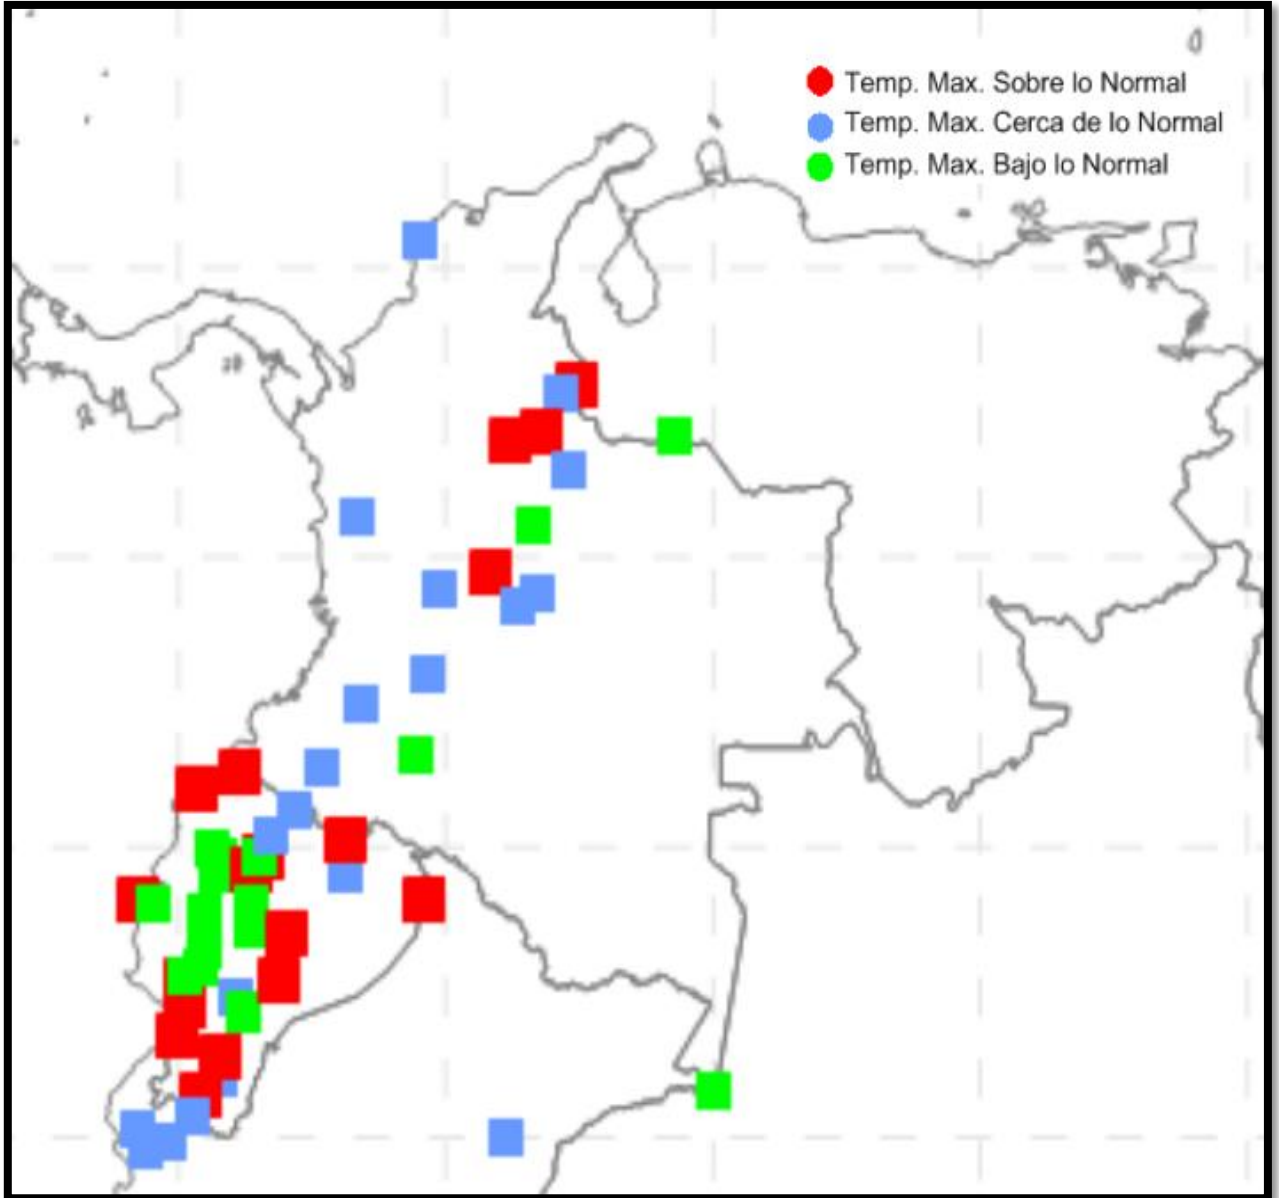 Temp. Max. Sobre lo Normal
Temp. Max. Cerca de lo Normal
Temp. Max. Bajo lo Normal